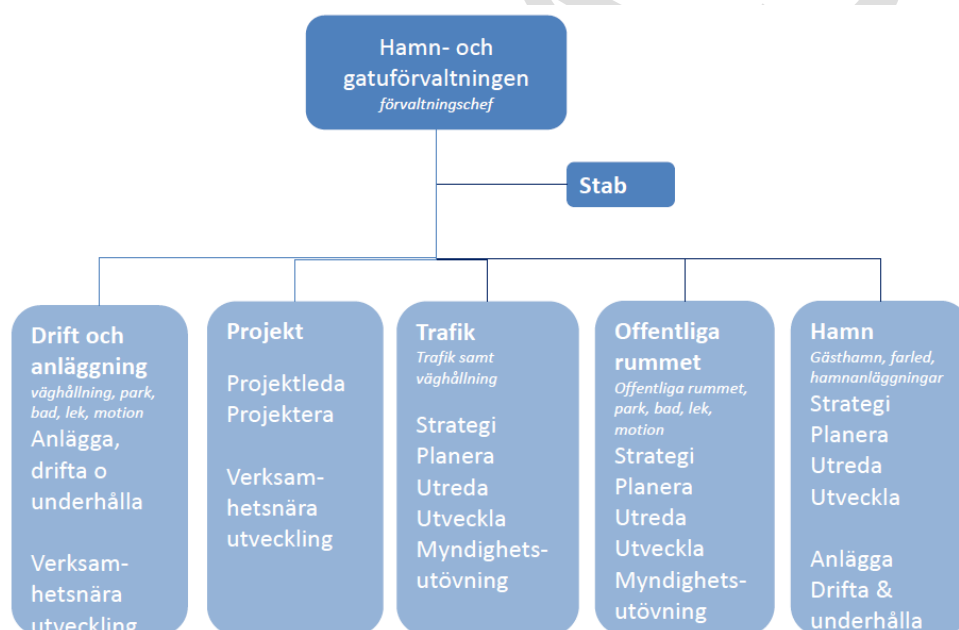 Hamn- och
gatuförvaltningen
förvaltningschef
Stab
Drift och
anläggning
väghållning, park,
bad, lek, motion
Anlägga,
drifta o
underhålla
Verksam-
hetsnära
utveckling
Projekt
Projektleda
Projektera
Verksam-
hetsnära
utveckling
Trafik
Trafik samt
väghållning
Strategi
Planera
Utreda
Utveckla
Myndighets-
utövning
Offentliga
rummet
Offentliga rummet,
park, bad, lek,
motion
Strategi
Planera
Utreda
Utveckla
Myndighets-
utövning
Hamn
Gästhamn, farled,
hamnanläggningar
Strategi
Planera
Utreda
Utveckla
Anlägga
Drifta &
underhålla